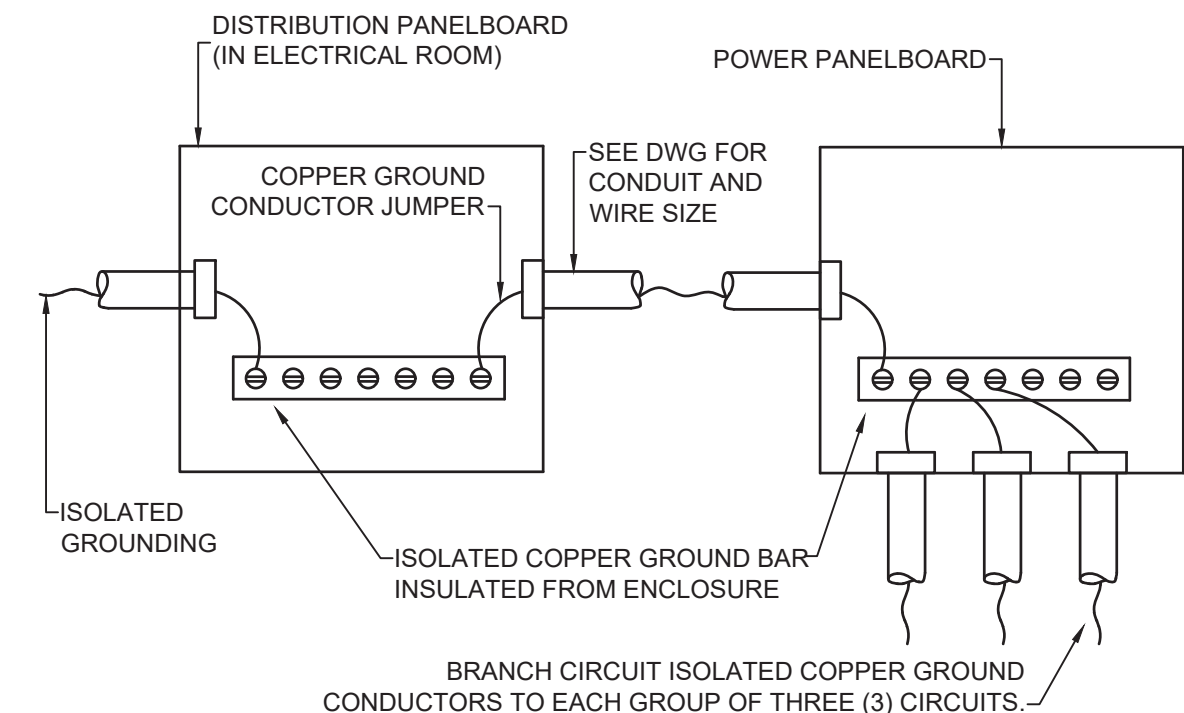 DISTRIBUTION PANELBOARD
(IN ELECTRICAL ROOM)
POWER PANELBOARD
COPPER GROUND
CONDUCTOR JUMPER
SEE DWG FOR
CONDUIT AND
WIRE SIZE
ISOLATED
GROUNDING
ISOLATED COPPER GROUND BAR
INSULATED FROM ENCLOSURE
BRANCH CIRCUIT ISOLATED COPPER GROUND
CONDUCTORS TO EACH GROUP OF THREE (3) CIRCUITS.